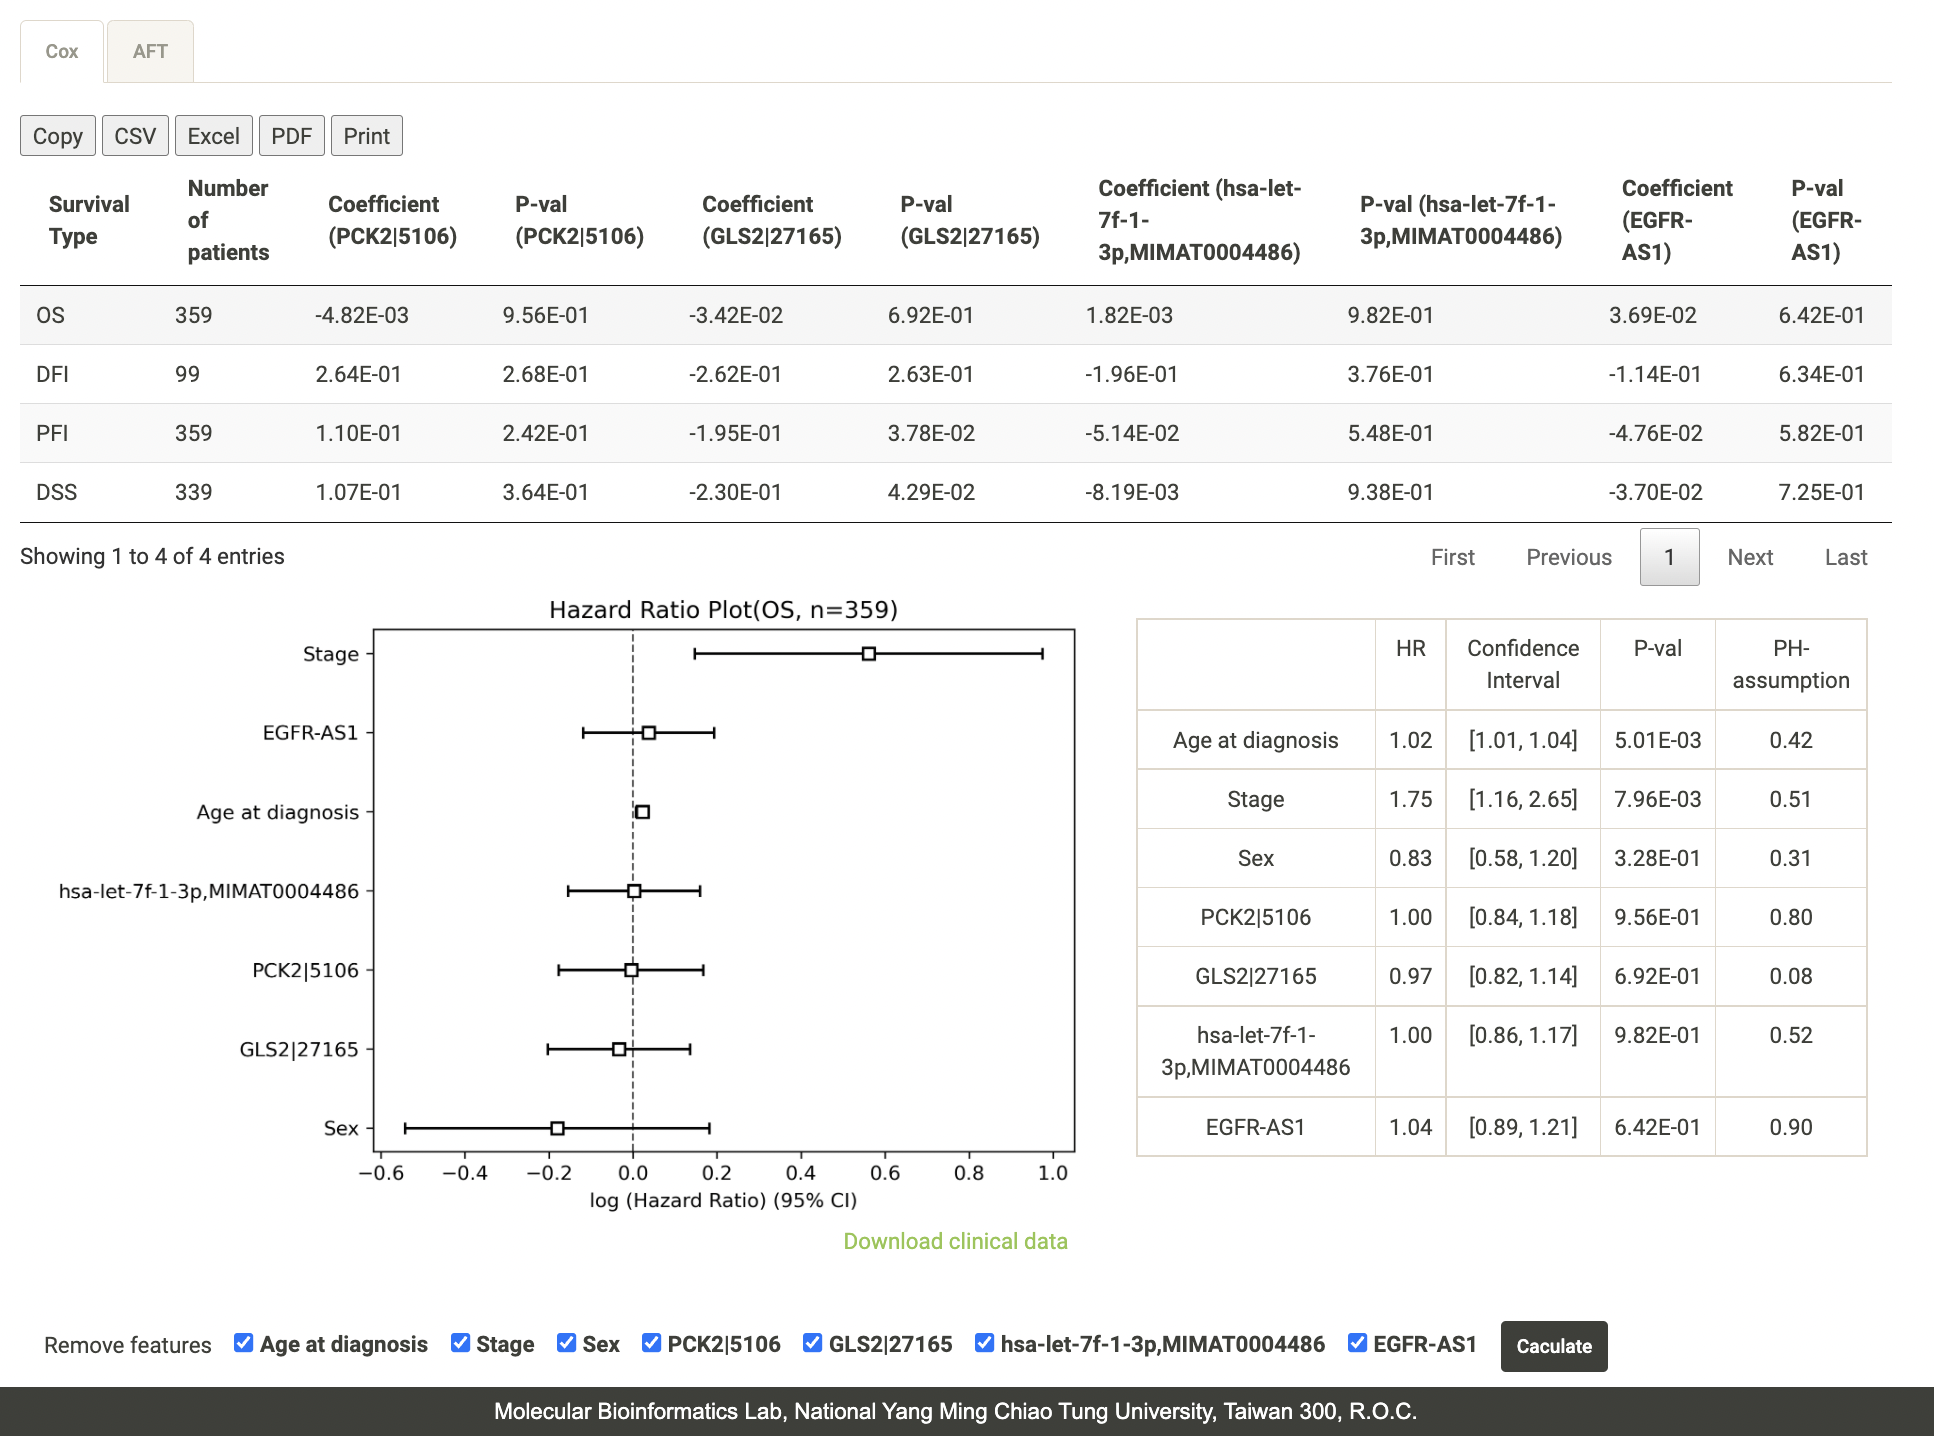 Cox AFT
Copy CSV Excel PDF Print
Survival Type Number of patients Coefficient (PCK2|5106) P-val (PCK2|5106) Coefficient (GLS2|27165) P-val (GLS2|27165) Coefficient (hsa-let-7f-1-3p,MIMAT0004486) P-val (hsa-let-7f-1-3p,MIMAT0004486) Coefficient (EGFR-AS1) P-val (EGFR-AS1)
OS 359 -4.82E-03 9.56E-01 -3.42E-02 6.92E-01 1.82E-03 9.82E-01 3.69E-02 6.42E-01
DFI 99 2.64E-01 2.68E-01 -2.62E-01 2.63E-01 -1.96E-01 3.76E-01 -1.14E-01 6.34E-01
PFI 359 1.10E-01 2.42E-01 -1.95E-01 3.78E-02 -5.14E-02 5.48E-01 -4.76E-02 5.82E-01
DSS 339 1.07E-01 3.64E-01 -2.30E-01 4.29E-02 -8.19E-03 9.38E-01 -3.70E-02 7.25E-01
Showing 1 to 4 of 4 entries
First Previous 1 Next Last
Hazard Ratio Plot(OS, n=359)
Stage
EGFR-AS1
Age at diagnosis
hsa-let-7f-1-3p,MIMAT0004486
PCK2|5106
GLS2|27165
Sex
−0.6 −0.4 −0.2 0.0 0.2 0.4 0.6 0.8 1.0
log (Hazard Ratio) (95% CI)
HR Confidence Interval P-val PH-assumption
Age at diagnosis 1.02 [1.01, 1.04] 5.01E-03 0.42
Stage 1.75 [1.16, 2.65] 7.96E-03 0.51
Sex 0.83 [0.58, 1.20] 3.28E-01 0.31
PCK2|5106 1.00 [0.84, 1.18] 9.56E-01 0.80
GLS2|27165 0.97 [0.82, 1.14] 6.92E-01 0.08
hsa-let-7f-1-3p,MIMAT0004486 1.00 [0.86, 1.17] 9.82E-01 0.52
EGFR-AS1 1.04 [0.89, 1.21] 6.42E-01 0.90
Download clinical data
Remove features Age at diagnosis Stage Sex PCK2|5106 GLS2|27165 hsa-let-7f-1-3p,MIMAT0004486 EGFR-AS1 Caculate
Molecular Bioinformatics Lab, National Yang Ming Chiao Tung University, Taiwan 300, R.O.C.